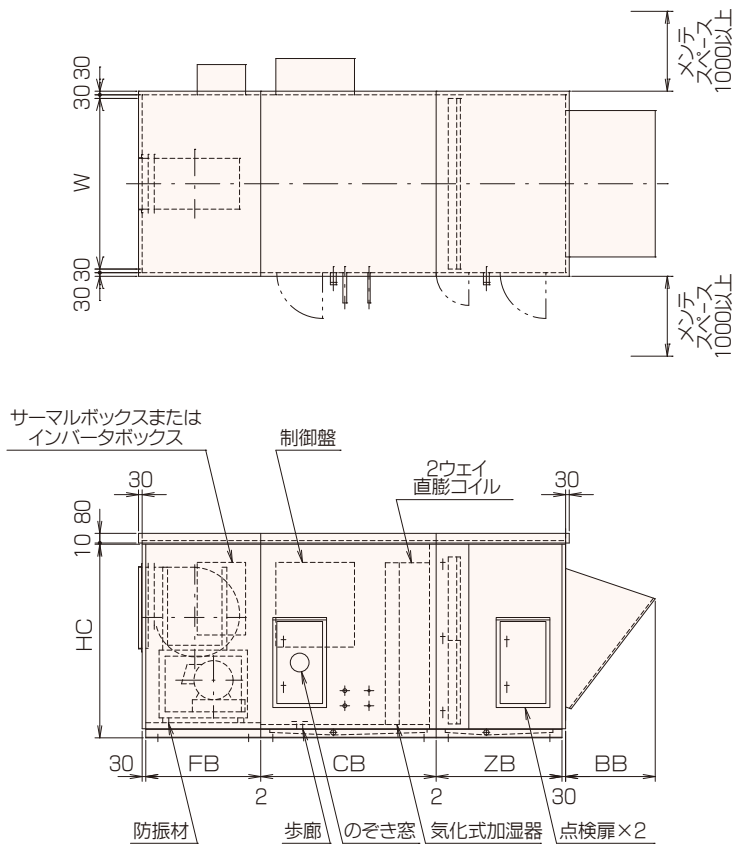 メンテ
スペース
1000以上
30 30
W
30 30
メンテ
スペース
1000以上
サーマルボックスまたは
インバータボックス
制御盤
2ウェイ
直膨コイル
30
30
10 80
HC
30
FB
2
CB
2
ZB
30
BB
防振材
歩廊
のぞき窓
気化式加湿器
点検扉×2